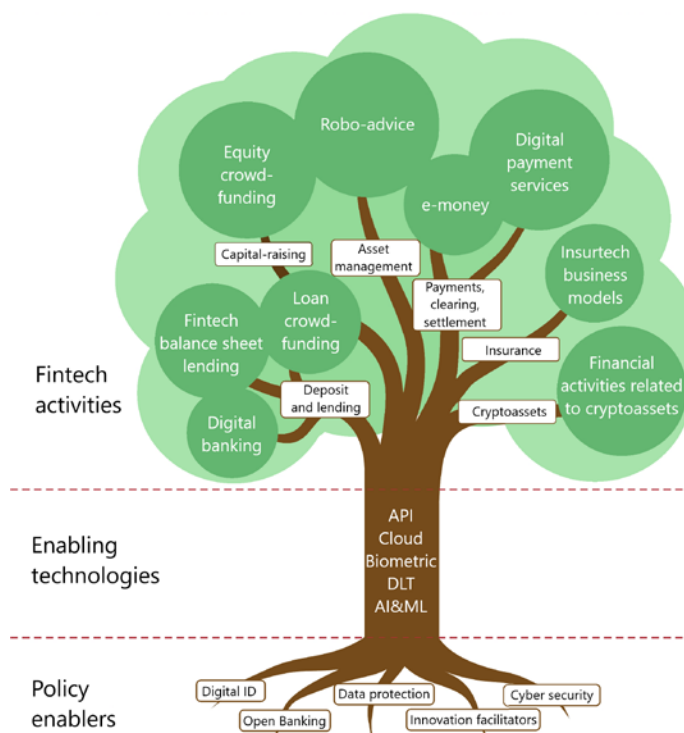 Robo-advice
Equity
crowd-
funding
Digital
payment
services
e-money
Capital-raising
Asset
management
Insurtech
business
models
Payments,
clearing,
settlement
Loan
crowd-
funding
Fintech
balance sheet
lending
Insurance
Financial
activities related
to cryptoassets
Fintech
activities
Deposit
and lending
Cryptoassets
Digital
banking
Enabling
technologies
API
Cloud
Biometric
DLT
AI&ML
Policy
enablers
Digital ID
Data protection
Cyber security
Open Banking
Innovation facilitators